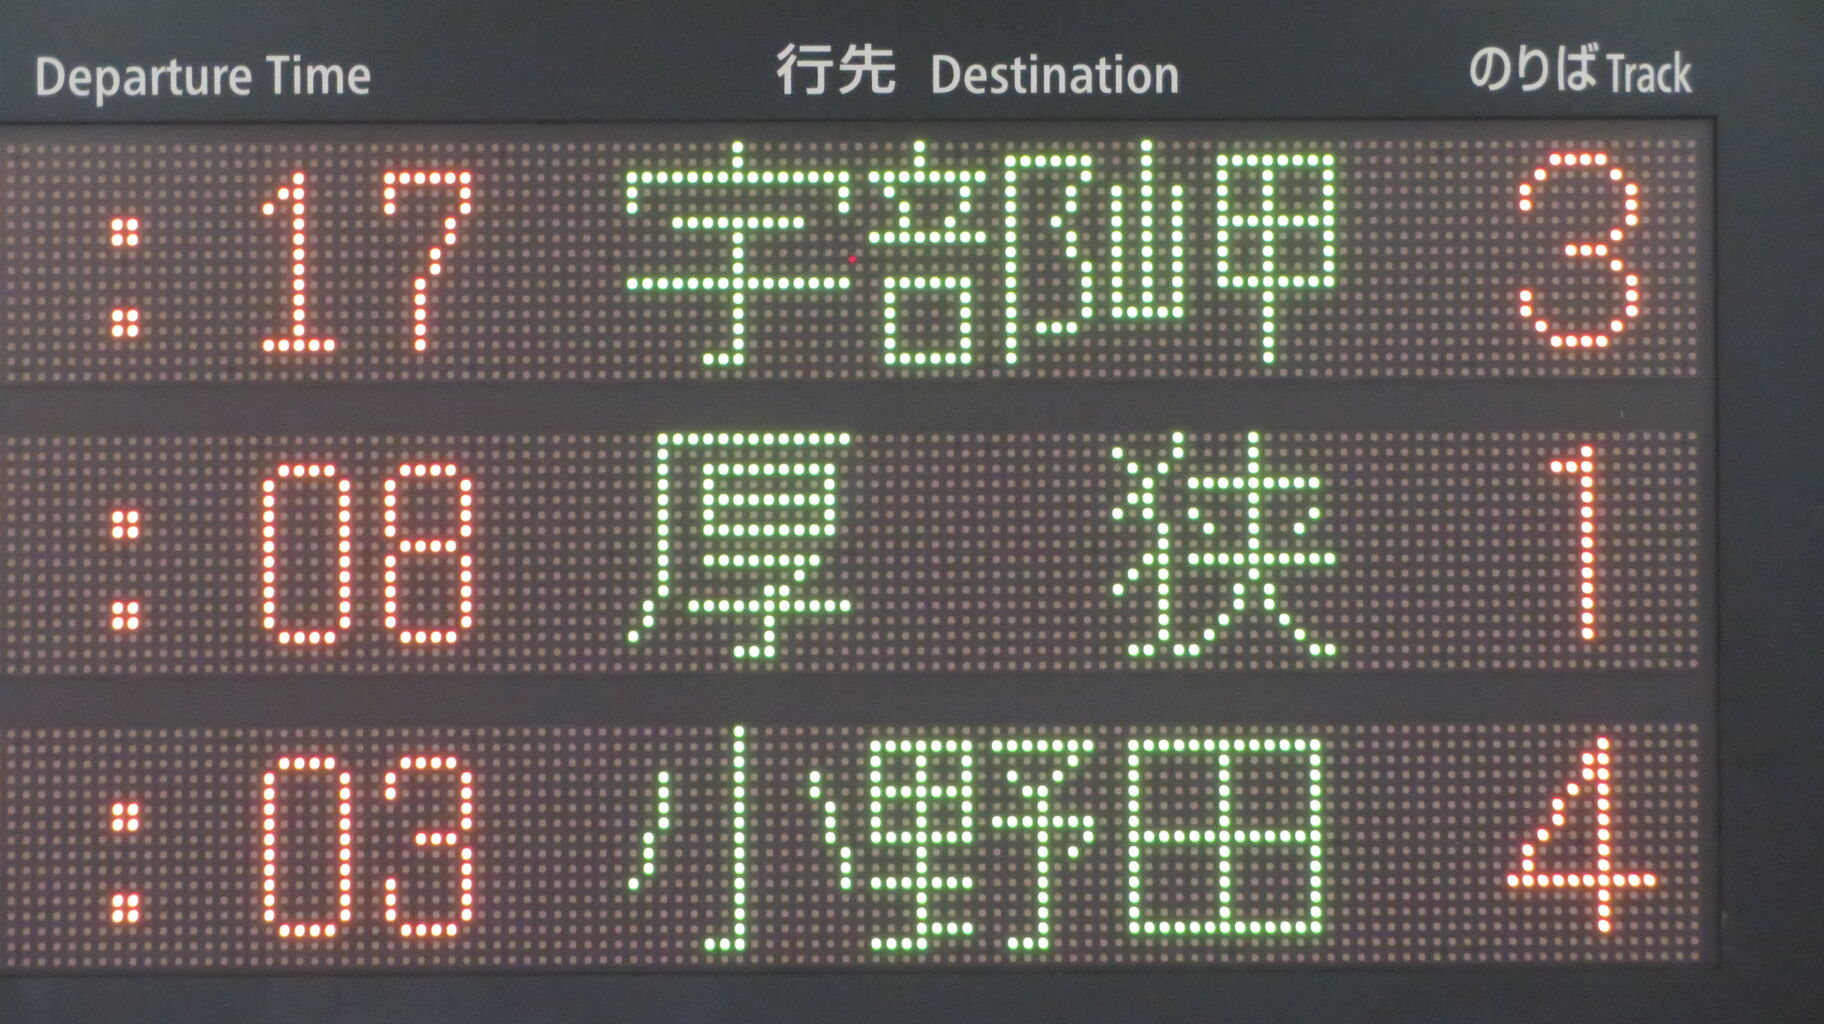 Departure Time 行先 Destination のりば Track
:17 宇部岬 3
:08 厚狭 1
:03 小野田 4